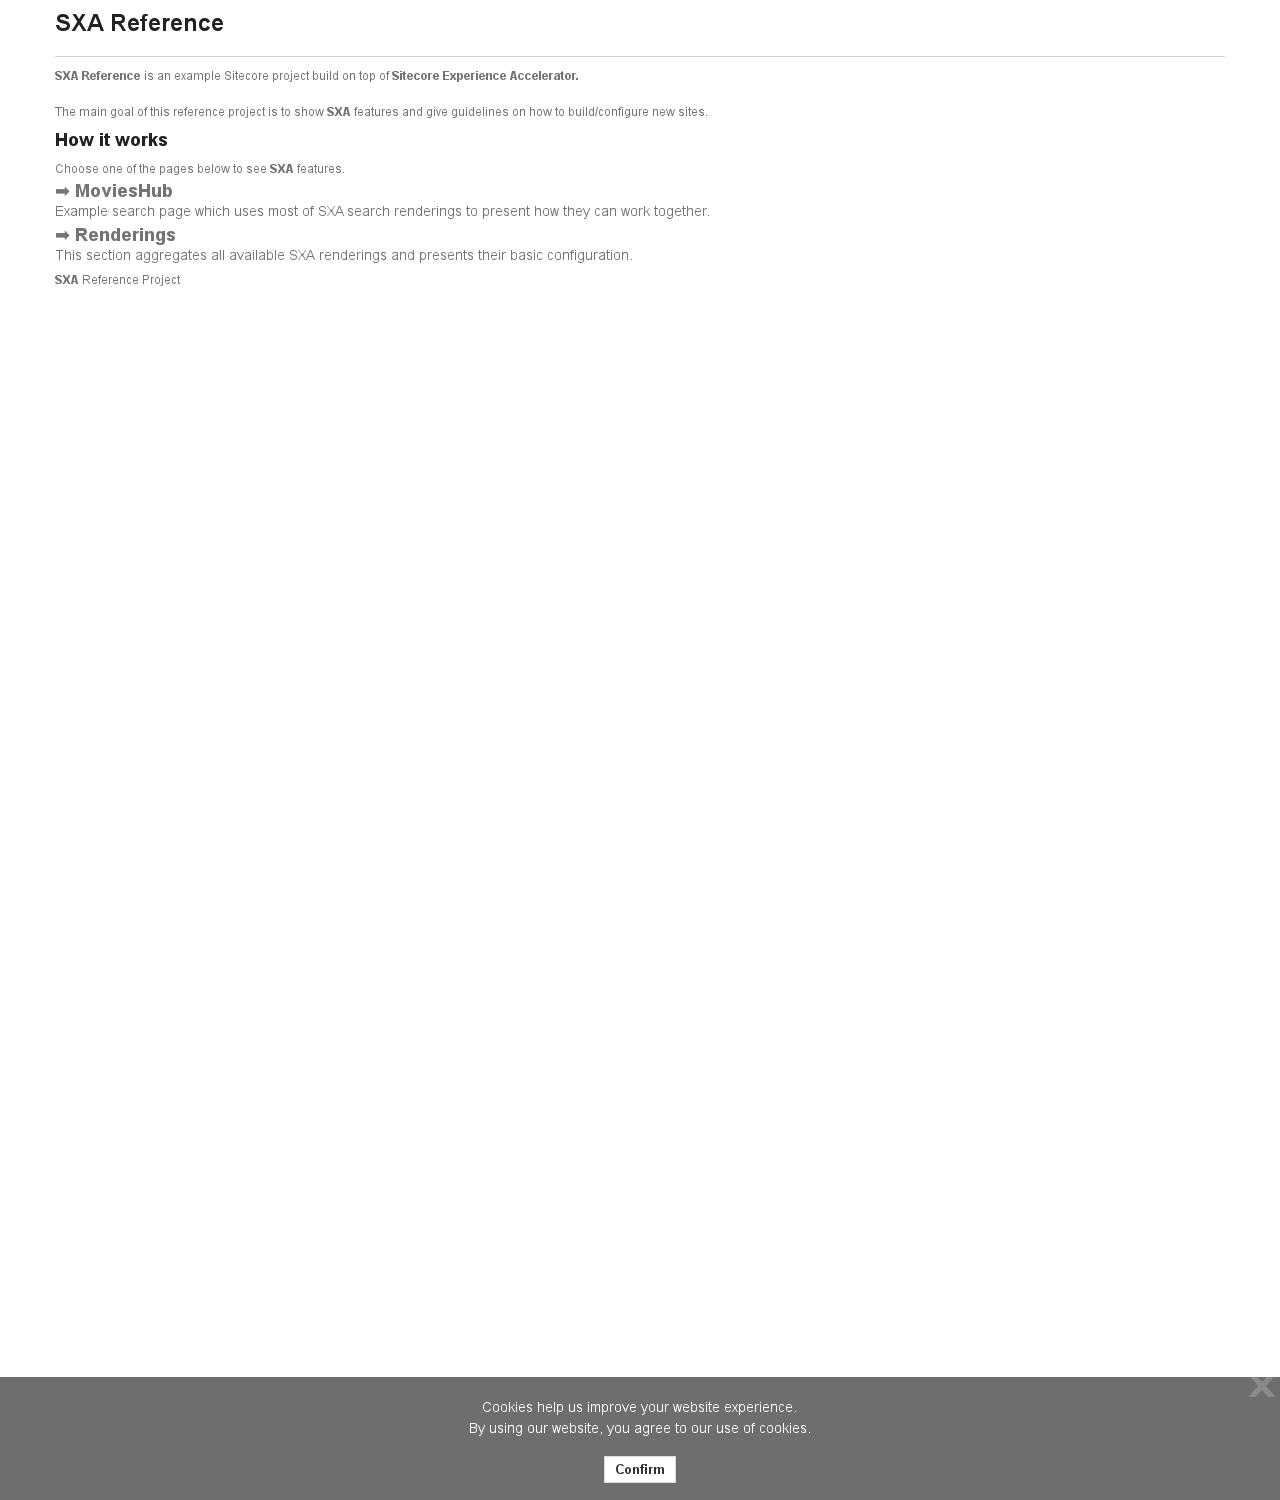 SXA Reference
SXA Reference is an example Sitecore project build on top of Sitecore Experience Accelerator.
The main goal of this reference project is to show SXA features and give guidelines on how to build/configure new sites.
How it works
Choose one of the pages below to see SXA features.
➡ MoviesHub
Example search page which uses most of SXA search renderings to present how they can work together.
➡ Renderings
This section aggregates all available SXA renderings and presents their basic configuration.
SXA Reference Project
X
Cookies help us improve your website experience.
By using our website, you agree to our use of cookies.
Confirm